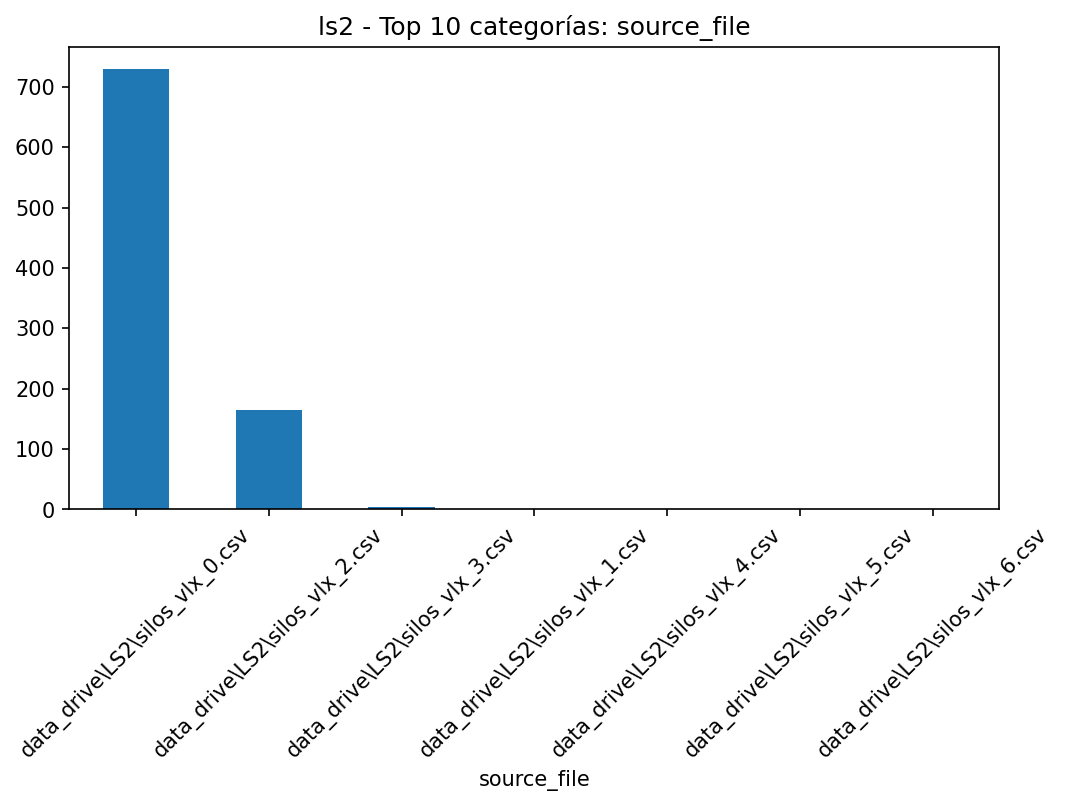 ls2 - Top 10 categorías: source_file
700
600
500
400
300
200
100
0
data_drive\LS2\silos_vlx_0.csv
data_drive\LS2\silos_vlx_2.csv
data_drive\LS2\silos_vlx_3.csv
data_drive\LS2\silos_vlx_1.csv
data_drive\LS2\silos_vlx_4.csv
data_drive\LS2\silos_vlx_5.csv
data_drive\LS2\silos_vlx_6.csv
source_file